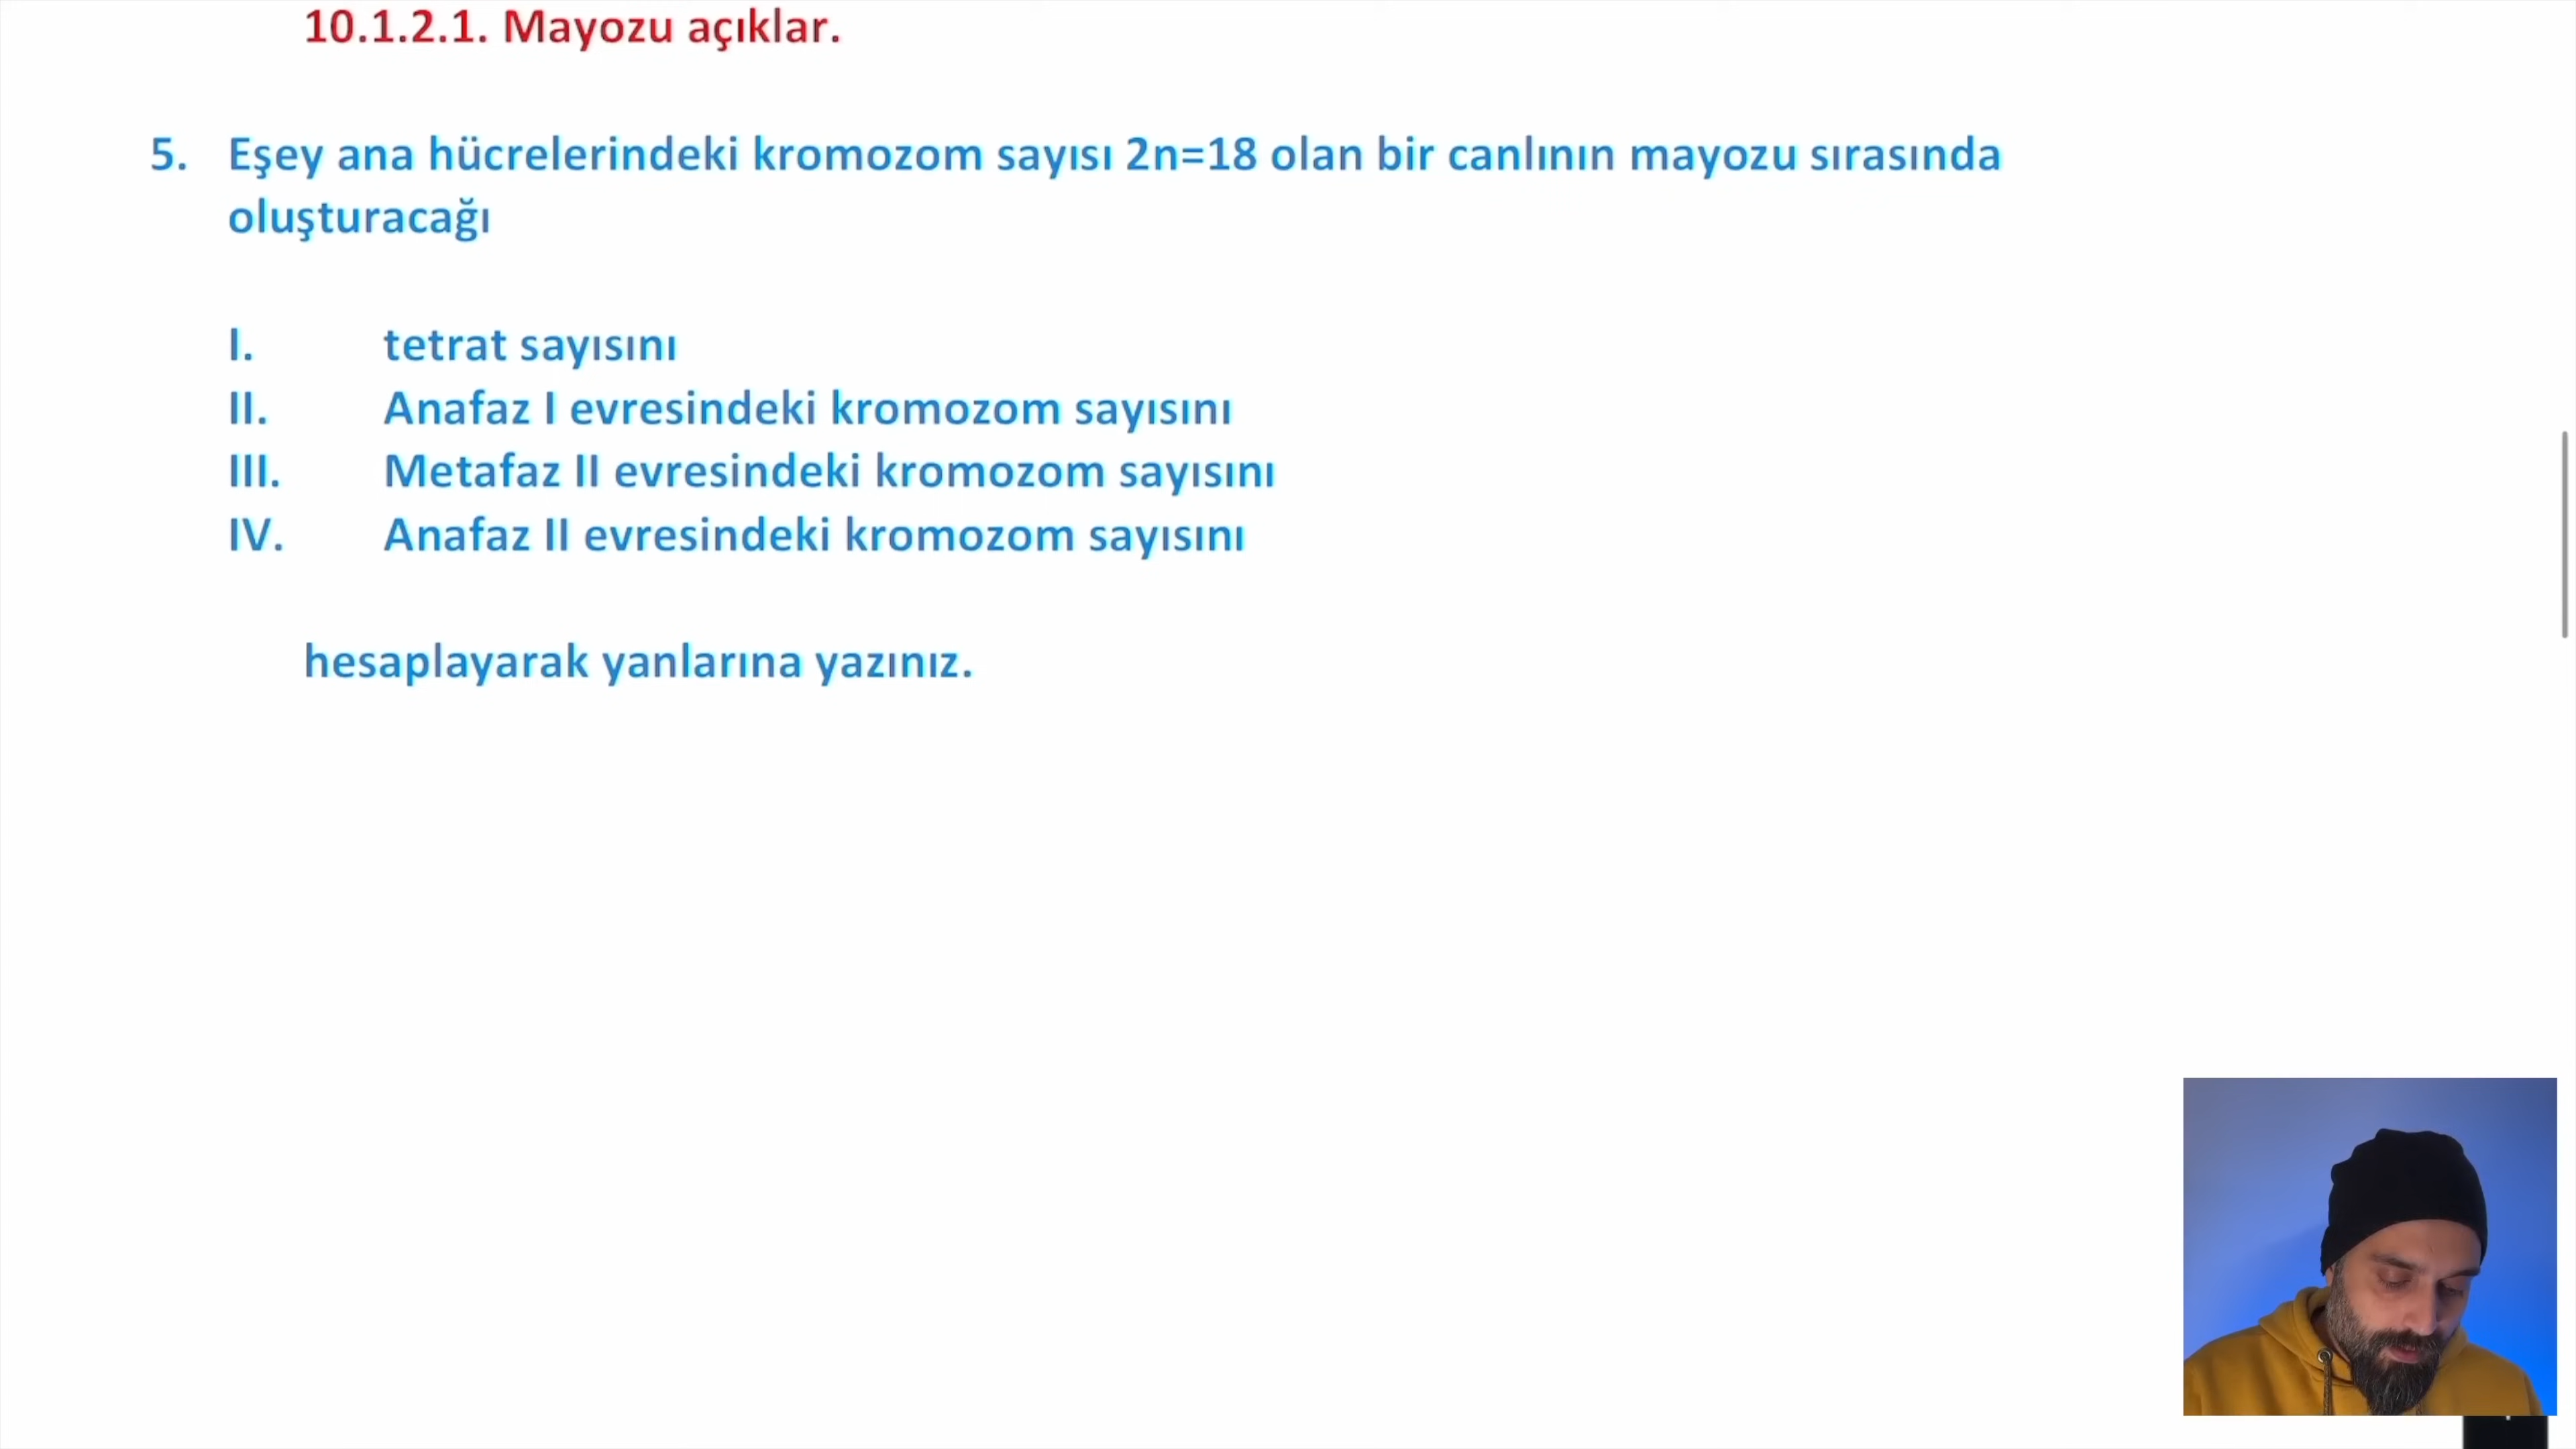 10.1.2.1. Mayozu açıklar.
5. Eşey ana hücrelerindeki kromozom sayısı 2n=18 olan bir canlının mayozu sırasında
oluşturacağı
I. tetrat sayısını
II. Anafaz I evresindeki kromozom sayısını
III. Metafaz II evresindeki kromozom sayısını
IV. Anafaz II evresindeki kromozom sayısını
hesaplayarak yanlarına yazınız.